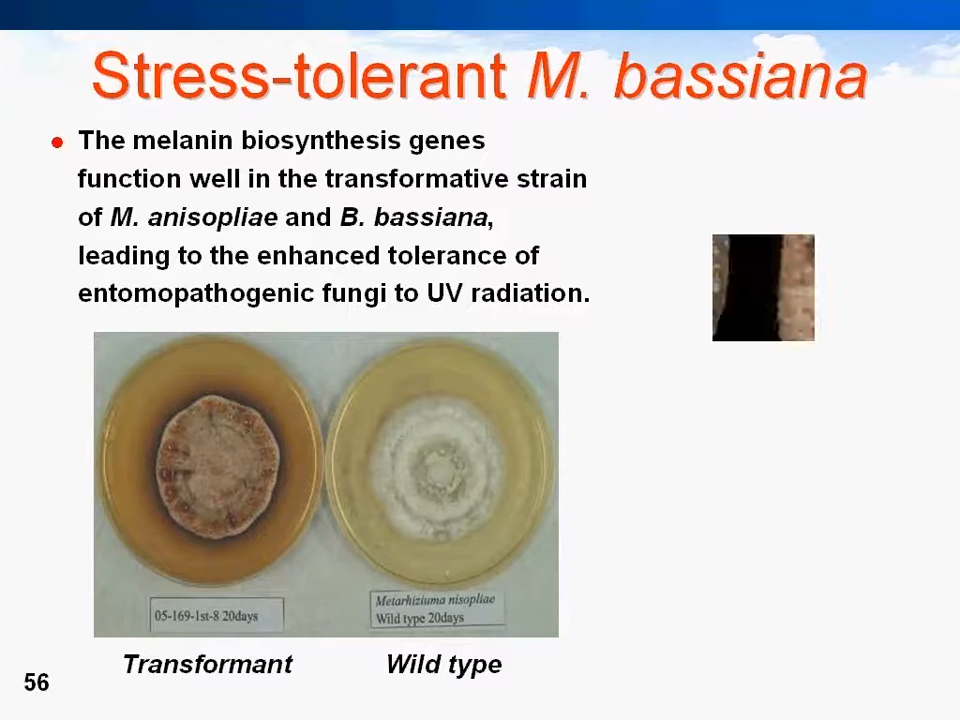 Stress-tolerant M. bassiana
The melanin biosynthesis genes
function well in the transformative strain
of M. anisopliae and B. bassiana,
leading to the enhanced tolerance of
entomopathogenic fungi to UV radiation.
05-169-1st-8 20days
Metarhiziuma nisopliae
Wild type 20days
Transformant
Wild type
56